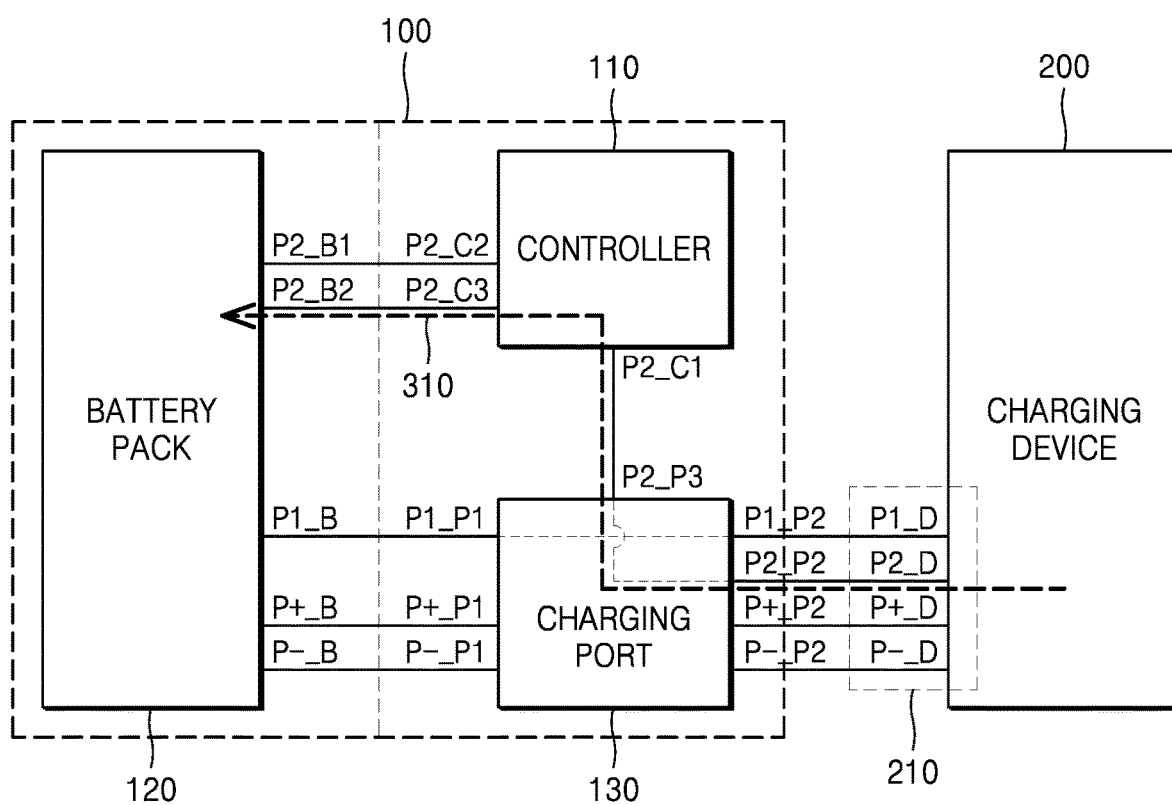 100
110
200
P2_B1
P2_C2
CONTROLLER
P2_B2
P2_C3
310
P2_C1
BATTERY
PACK
CHARGING
DEVICE
P2_P3
P1_B
P1_P1
P1_P2
P1_D
P2_P2
P2_D
P+_B
P+_P1
CHARGING
PORT
P+_P2
P+_D
P-_B
P-_P1
P-_P2
P-_D
120
130
210